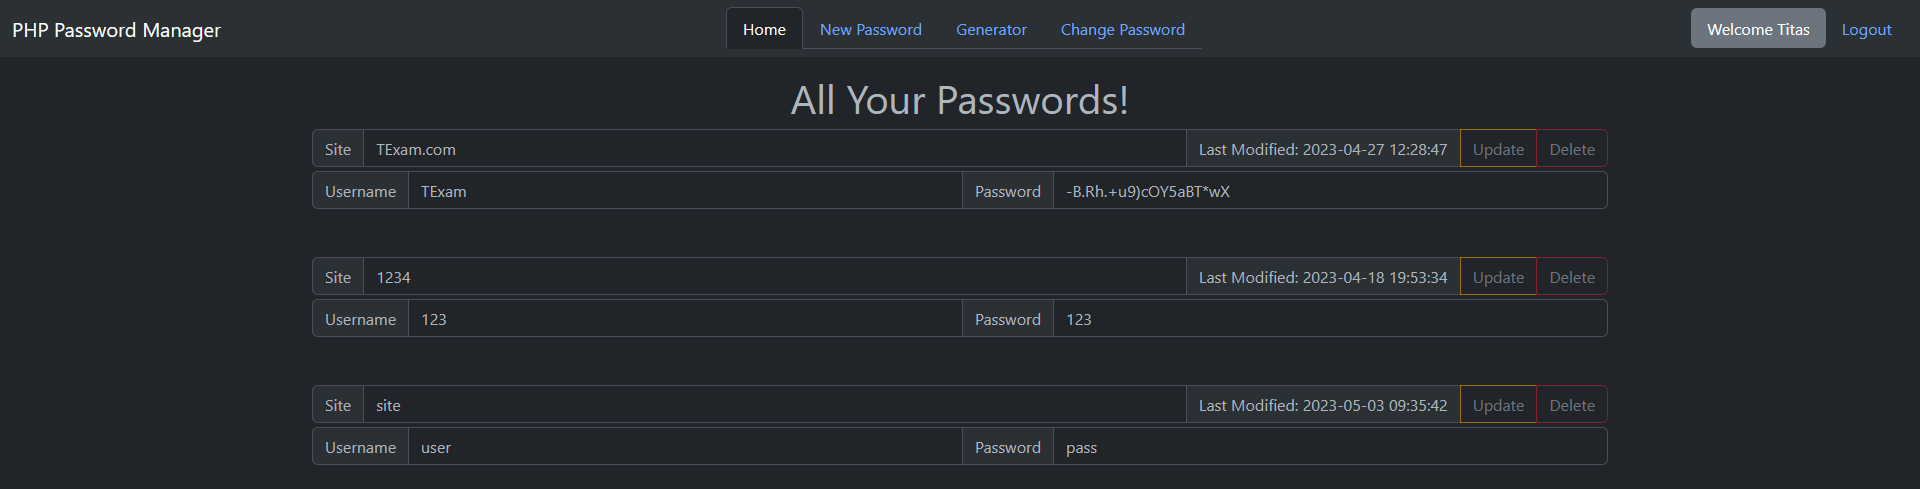 PHP Password Manager Home New Password Generator Change Password Welcome Titas Logout
All Your Passwords!
Site TExam.com Last Modified: 2023-04-27 12:28:47 Update Delete
Username TExam Password -B.Rh.+u9)cOY5aBT*wX
Site 1234 Last Modified: 2023-04-18 19:53:34 Update Delete
Username 123 Password 123
Site site Last Modified: 2023-05-03 09:35:42 Update Delete
Username user Password pass